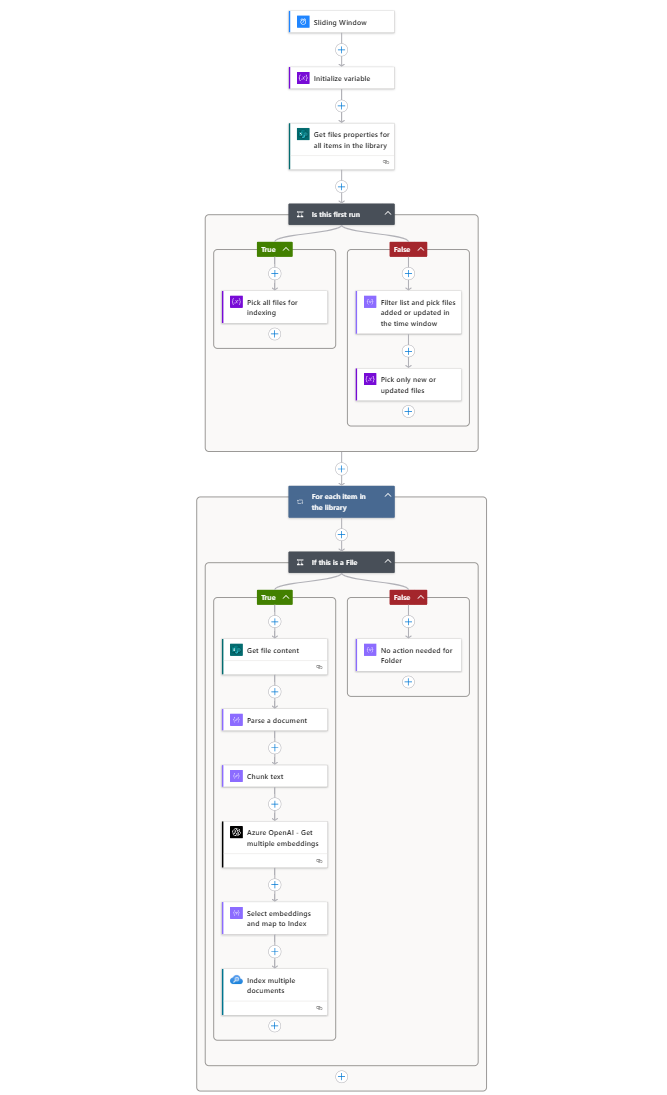 Sliding Window
Initialize variable
Get files properties for
all items in the library
Is this first run
True
Pick all files for
indexing
False
Filter list and pick files
added or updated in
the time window
Pick only new or
updated files
For each item in
the library
If this is a File
True
Get file content
Parse a document
Chunk text
Azure OpenAI - Get
multiple embeddings
Select embeddings
and map to Index
Index multiple
documents
False
No action needed for
Folder